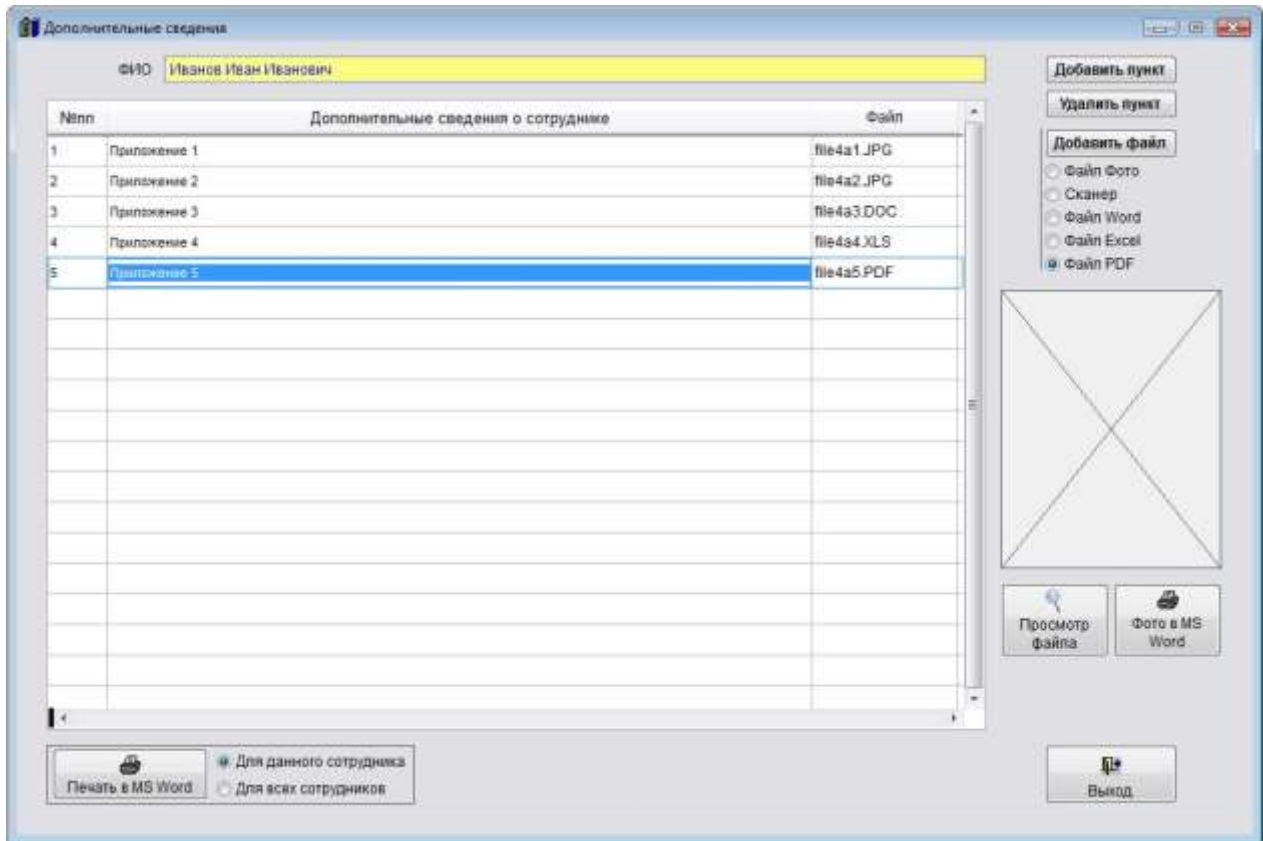 Дополнительные сведения
ФИО Иванов Иван Иванович
Добавить пункт
Удалить пункт
№пп Дополнительные сведения о сотруднике Файл
1 Приложение 1 file4a1.JPG
2 Приложение 2 file4a2.JPG
3 Приложение 3 file4a3.DOC
4 Приложение 4 file4a4.XLS
5 Приложение 5 file4a5.PDF
Добавить файл
Файл Фото
Сканер
Файл Word
Файл Excel
Файл PDF
Просмотр
файла
Фото в MS
Word
Печать в MS Word
Для данного сотрудника
Для всех сотрудников
Выход